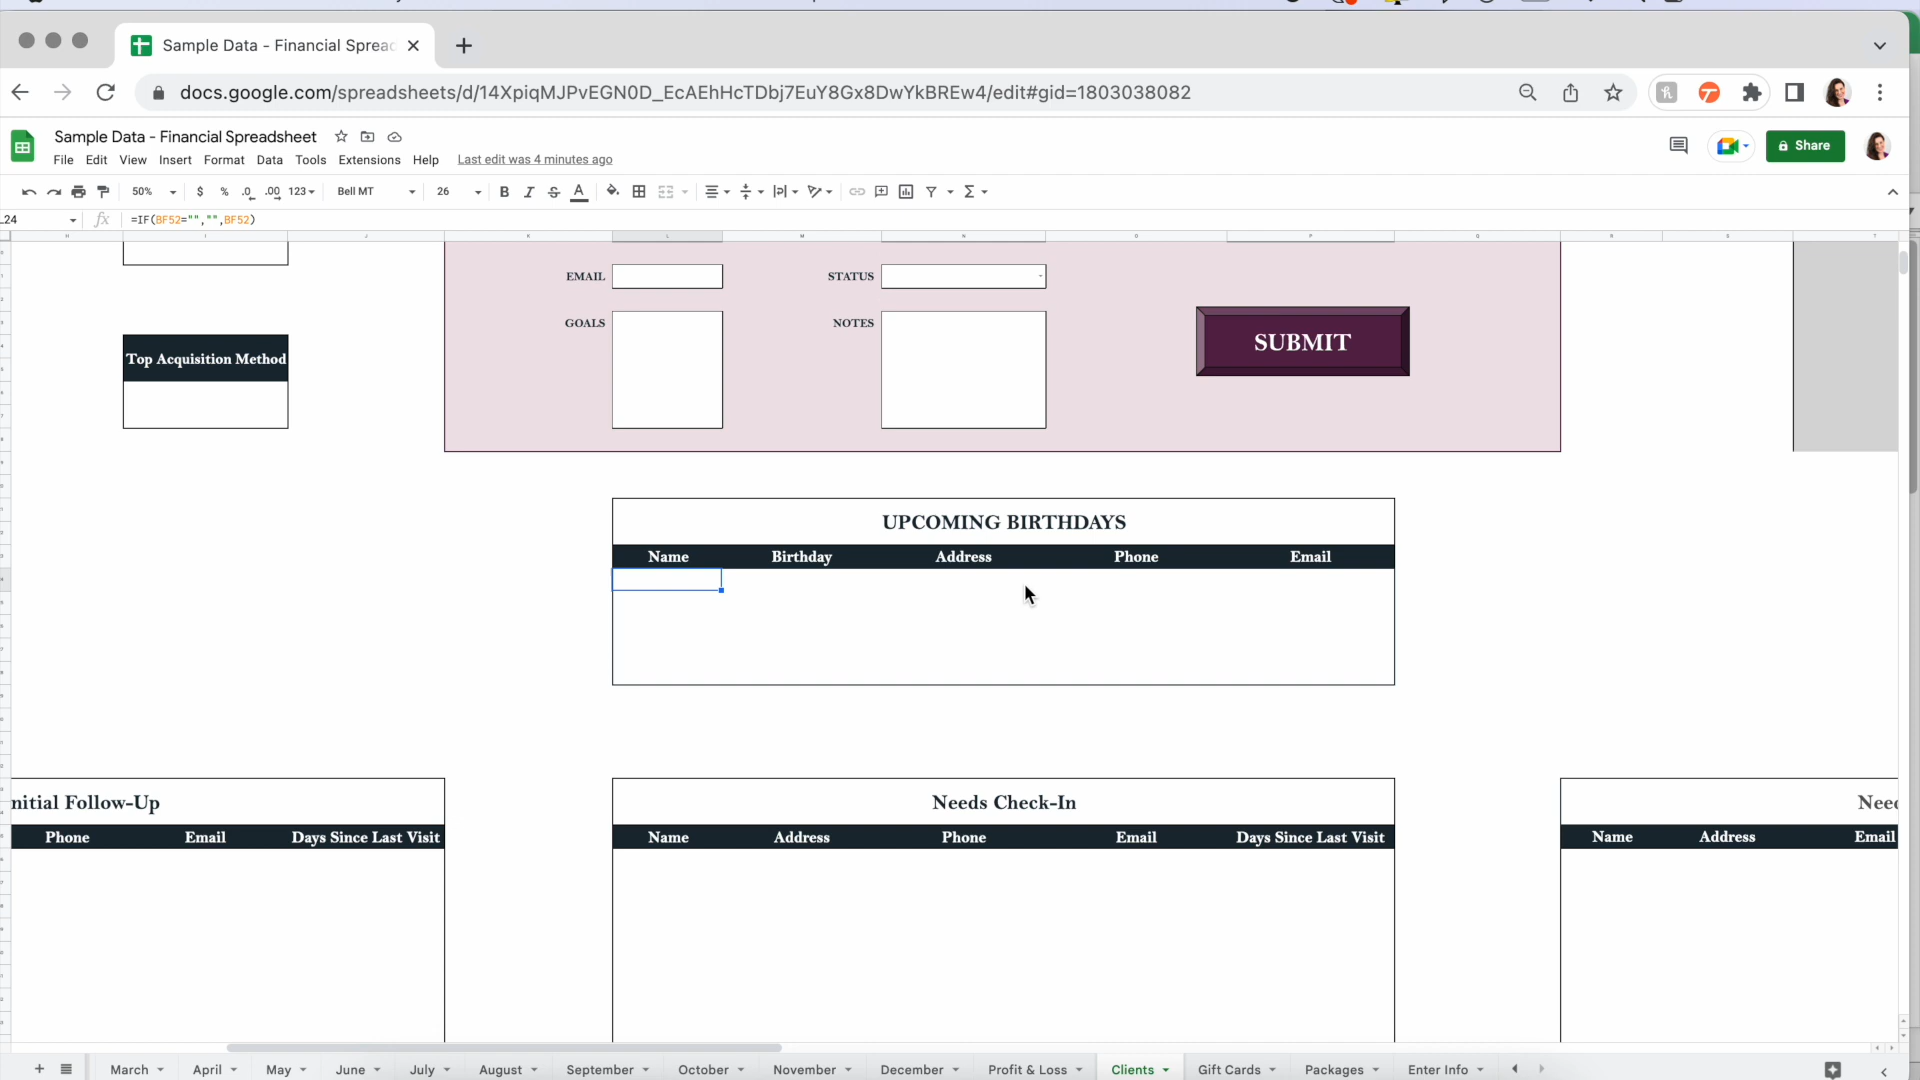 Sample Data - Financial Spreac
docs.google.com/spreadsheets/d/14XpiqMJPvEGN0D_EcAEhHcTDbj7EuY8Gx8DwYkBREw4/edit#gid=1803038082
Sample Data - Financial Spreadsheet
File Edit View Insert Format Data Tools Extensions Help Last edit was 4 minutes ago
Share
50% $ % .0 .00 123 Bell MT 26 B I S A
L24 fx =IF(BF52="","",BF52)
H I J K L M N O P Q R S T
EMAIL STATUS
GOALS NOTES
SUBMIT
Top Acquisition Method
UPCOMING BIRTHDAYS
Name Birthday Address Phone Email
nitial Follow-Up Needs Check-In Need
Phone Email Days Since Last Visit Name Address Phone Email Days Since Last Visit Name Address Email
+ March April May June July August September October November December Profit & Loss Clients Gift Cards Packages Enter Info